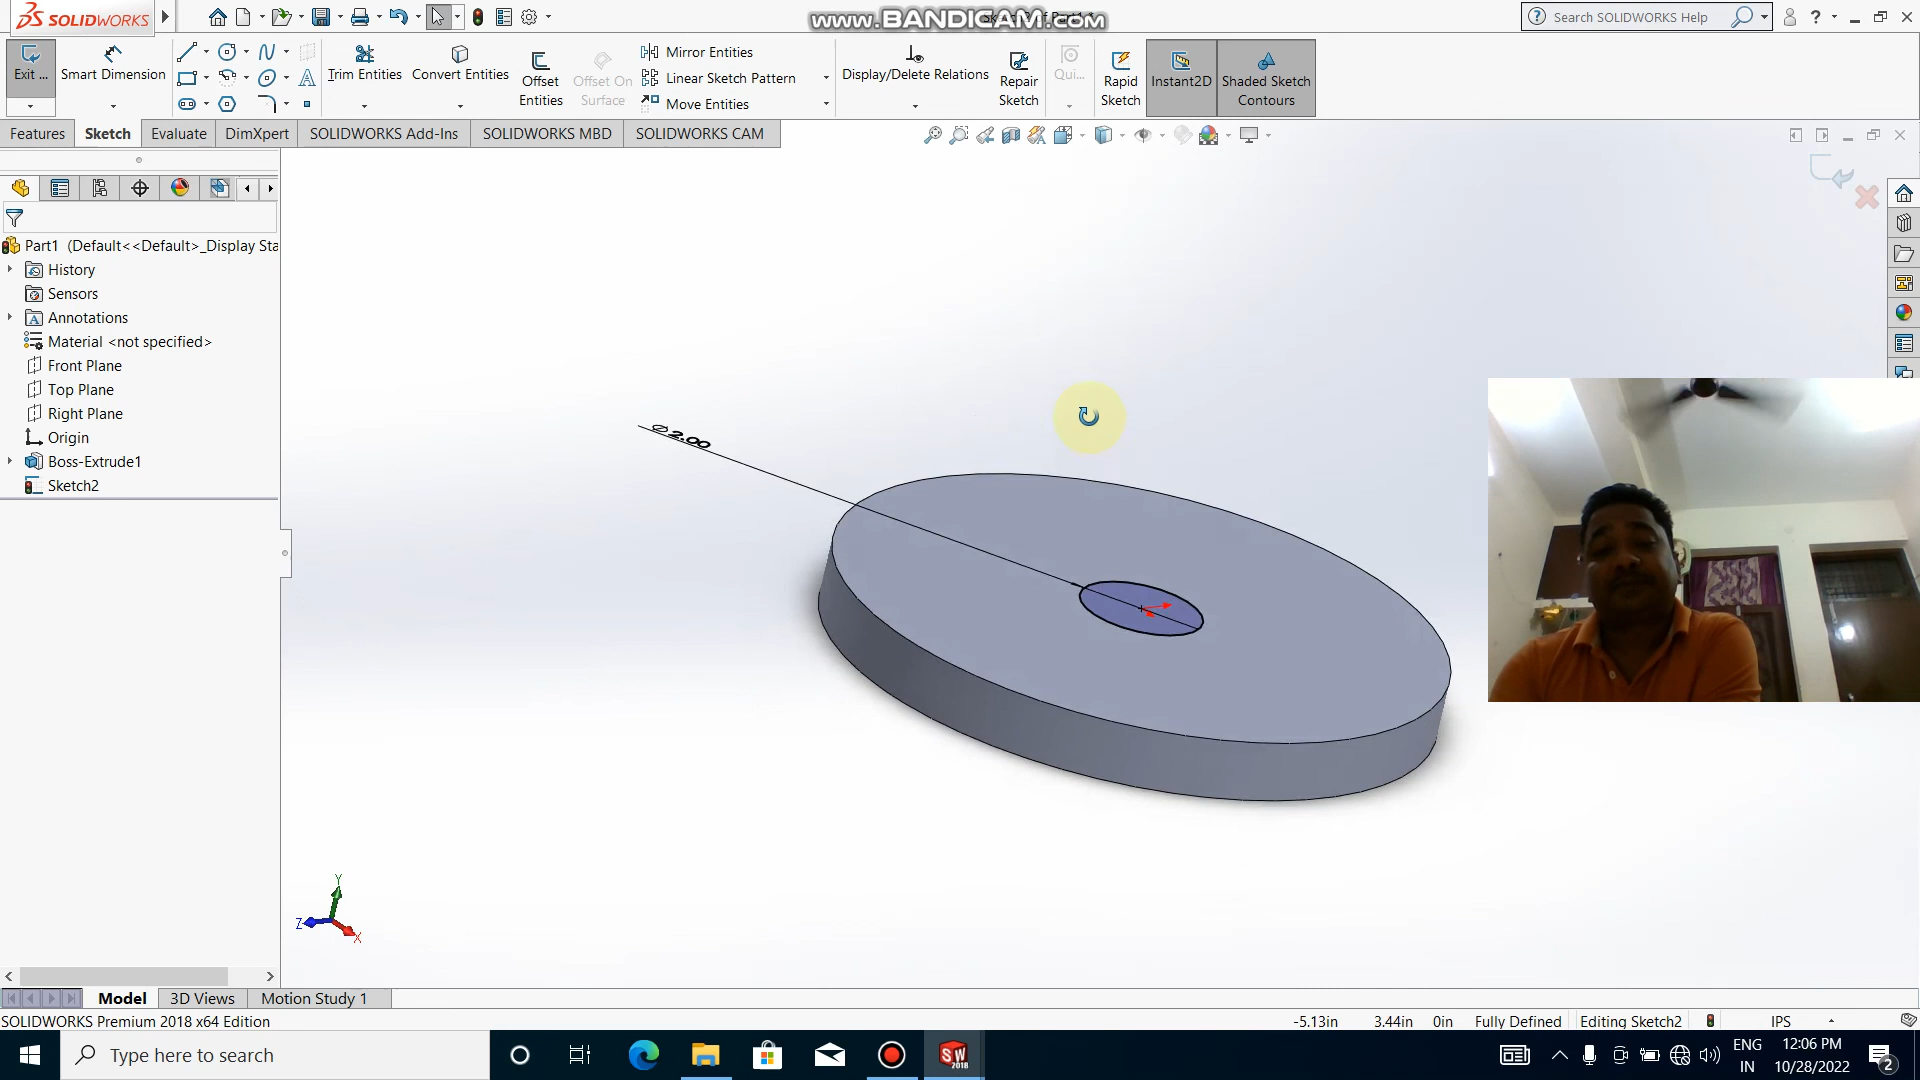 SOLIDWORKS
www.BANDICAM.com
Search SOLIDWORKS Help
Exit ...
Smart Dimension
Trim Entities
Convert Entities
Offset Entities
Offset On Surface
Mirror Entities
Linear Sketch Pattern
Move Entities
Display/Delete Relations
Repair Sketch
Qui...
Rapid Sketch
Instant2D
Shaded Sketch Contours
Features
Sketch
Evaluate
DimXpert
SOLIDWORKS Add-Ins
SOLIDWORKS MBD
SOLIDWORKS CAM
Part1 (Default<<Default>_Display Sta
History
Sensors
Annotations
Material <not specified>
Front Plane
Top Plane
Right Plane
Origin
Boss-Extrude1
Sketch2
∅2.00
Y
Z
X
Model
3D Views
Motion Study 1
SOLIDWORKS Premium 2018 x64 Edition
-5.13in
3.44in
0in
Fully Defined
Editing Sketch2
IPS
Type here to search
SW
2018
ENG
IN
12:06 PM
10/28/2022
2